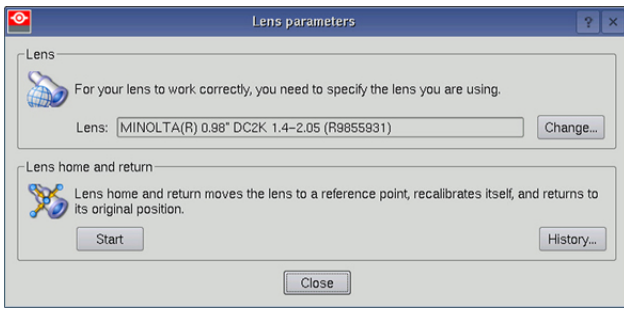 Lens parameters
? ×
Lens
For your lens to work correctly, you need to specify the lens you are using.
Lens: MINOLTA(R) 0.98" DC2K 1.4–2.05 (R9855931) Change...
Lens home and return
Lens home and return moves the lens to a reference point, recalibrates itself, and returns to
its original position.
Start History...
Close